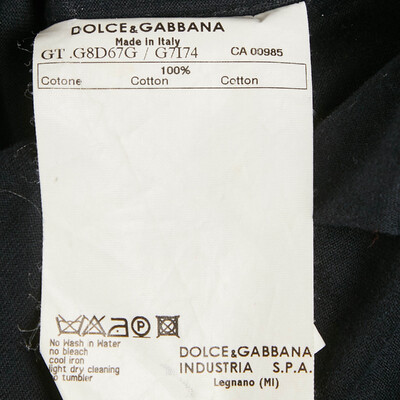 DOLCE&GABBANA
Made in Italy
GT .G8D67G / G7I74 CA 00985
100%
Cotone Cotton Cotton
A P
No Wash in Water
no bleach
cool iron
light dry cleaning
no tumbler
DOLCE&GABBANA
INDUSTRIA S.P.A.
Legnano (MI)